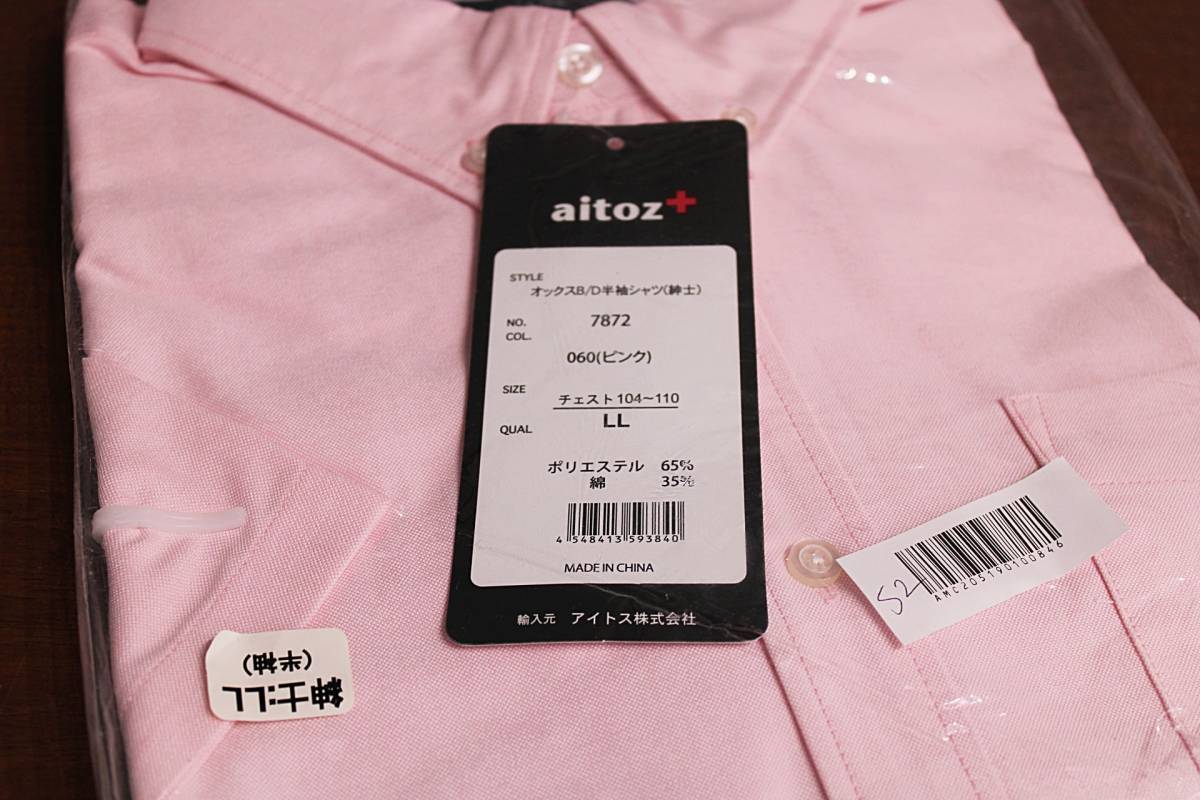 aitoz+
STYLE
オックスB/D半袖シャツ(紳士)
NO. 7872
COL.
060(ピンク)
SIZE
チェスト104~110
LL
QUAL
ポリエステル 65%
綿 35%
4 548413 593840
MADE IN CHINA
輸入元 アイトス株式会社
S2
AMC205190100846
紳士:LL
(半袖)